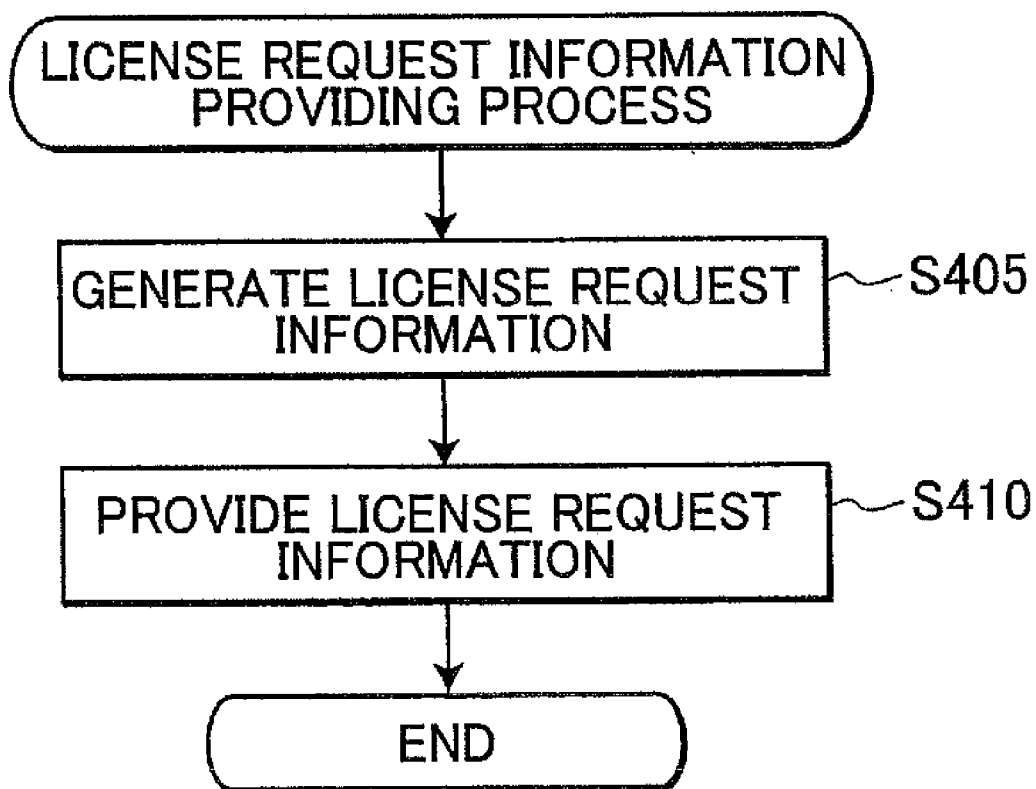 LICENSE REQUEST INFORMATION
PROVIDING PROCESS
GENERATE LICENSE REQUEST
INFORMATION
S405
PROVIDE LICENSE REQUEST
INFORMATION
S410
END